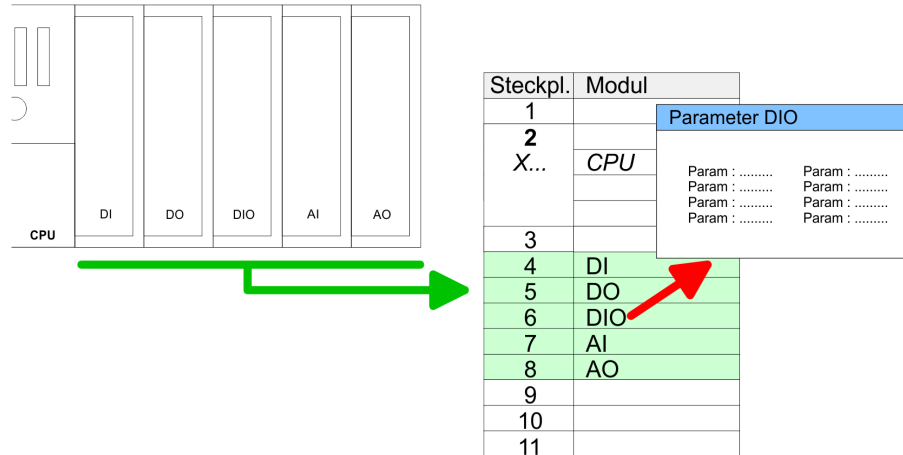 DI DO DIO AI AO
CPU
Steckpl. Modul
1
2
X... CPU
3
4 DI
5 DO
6 DIO
7 AI
8 AO
9
10
11
Parameter DIO
Param : ......... Param : .........
Param : ......... Param : .........
Param : ......... Param : .........
Param : ......... Param : .........